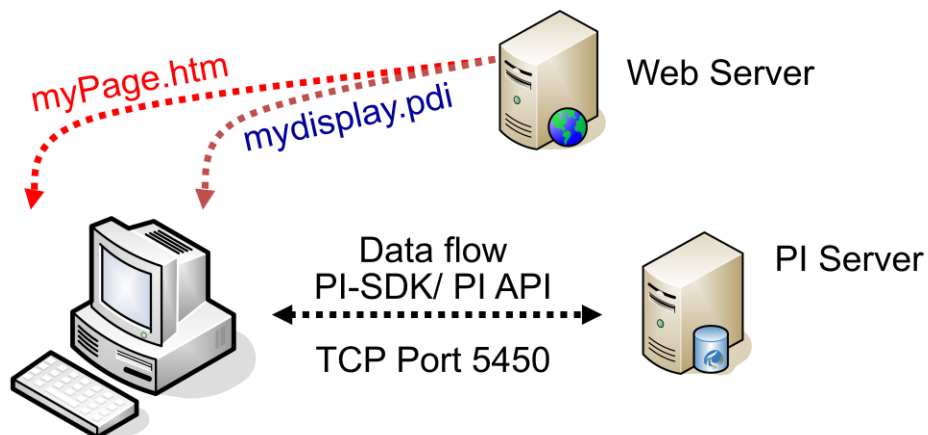 myPage.htm
mydisplay.pdi
Web Server
Data flow
PI-SDK/ PI API
TCP Port 5450
PI Server